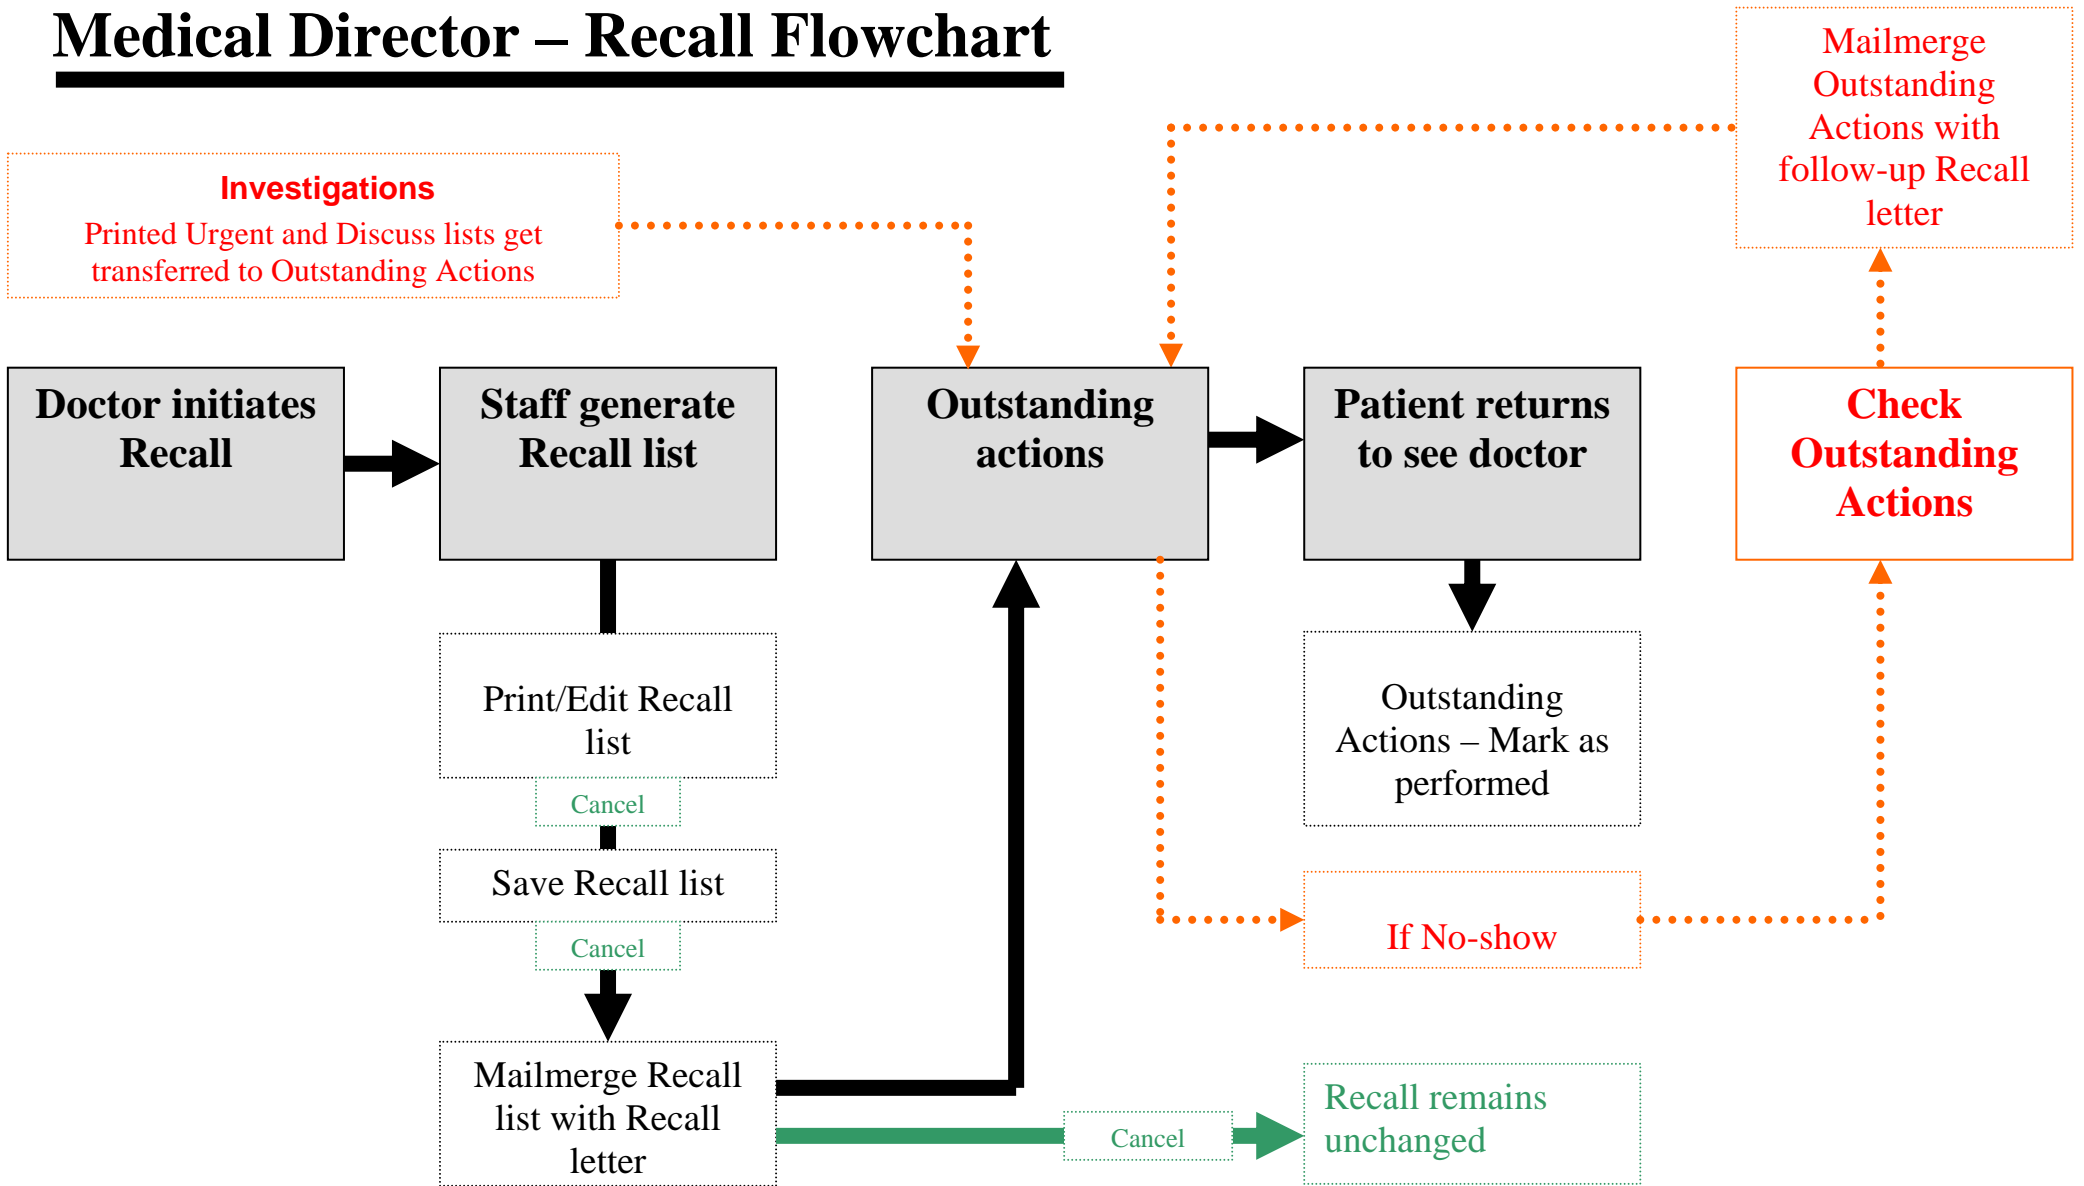 Medical Director – Recall Flowchart
Mailmerge
Outstanding
Actions with
follow-up Recall
letter
Investigations
Printed Urgent and Discuss lists get
transferred to Outstanding Actions
Doctor initiates
Recall
Staff generate
Recall list
Outstanding
actions
Patient returns
to see doctor
Check
Outstanding
Actions
Print/Edit Recall
list
Cancel
Save Recall list
Cancel
Mailmerge Recall
list with Recall
letter
Outstanding
Actions – Mark as
performed
If No-show
Cancel
Recall remains
unchanged